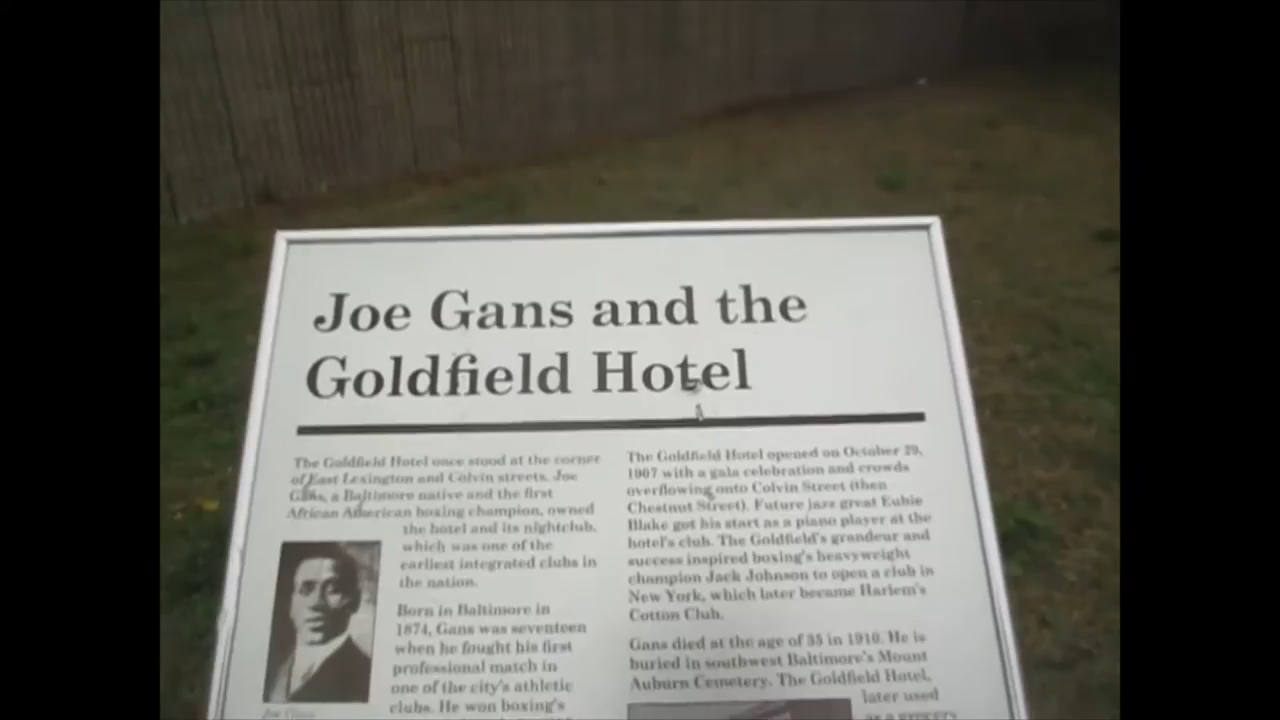 Joe Gans and the
Goldfield Hotel
The Goldfield Hotel once stood at the corner
of East Lexington and Colvin streets. Joe
Gans, a Baltimore native and the first
African American boxing champion, owned
the hotel and its nightclub,
which was one of the
earliest integrated clubs in
the nation.
Born in Baltimore in
1874, Gans was seventeen
when he fought his first
professional match in
one of the city's athletic
clubs. He won boxing's
Joe Gans
The Goldfield Hotel opened on October 29,
1907 with a gala celebration and crowds
overflowing onto Colvin Street (then
Chestnut Street). Future jazz great Eubie
Blake got his start as a piano player at the
hotel's club. The Goldfield's grandeur and
success inspired boxing's heavyweight
champion Jack Johnson to open a club in
New York, which later became Harlem's
Cotton Club.
Gans died at the age of 35 in 1910. He is
buried in southwest Baltimore's Mount
Auburn Cemetery. The Goldfield Hotel,
later used
as a grocery